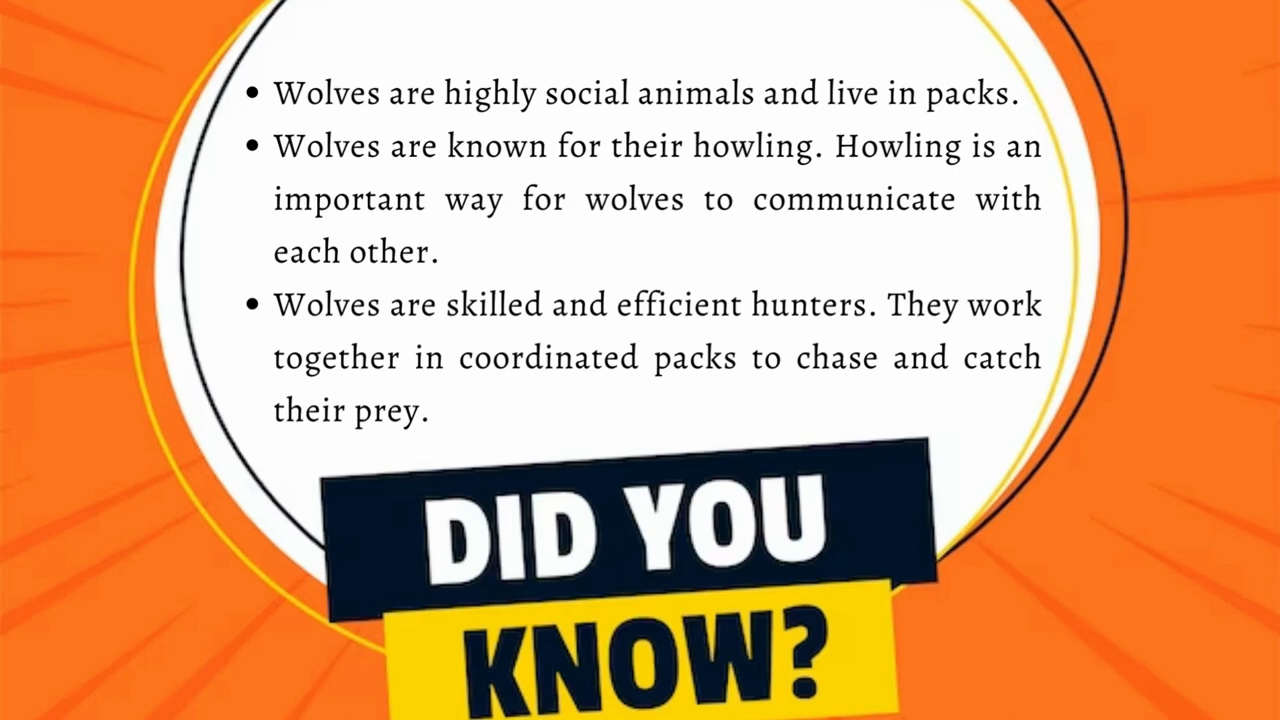 • Wolves are highly social animals and live in packs.
• Wolves are known for their howling. Howling is an
important way for wolves to communicate with
each other.
• Wolves are skilled and efficient hunters. They work
together in coordinated packs to chase and catch
their prey.
DID YOU
KNOW?